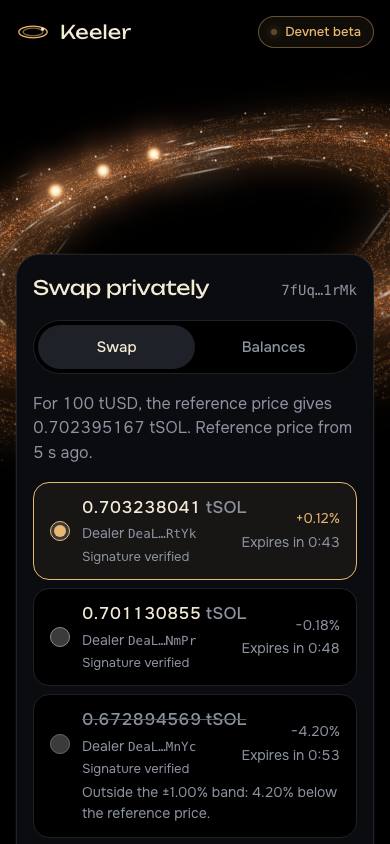 Keeler
Devnet beta
Swap privately
7fUq…1rMk
Swap
Balances
For 100 tUSD, the reference price gives
0.702395167 tSOL. Reference price from
5 s ago.
0.703238041 tSOL
+0.12%
Dealer DeaL…RtYk
Expires in 0:43
Signature verified
0.701130855 tSOL
−0.18%
Dealer DeaL…NmPr
Expires in 0:48
Signature verified
0.672894569 tSOL
−4.20%
Dealer DeaL…MnYc
Expires in 0:53
Signature verified
Outside the ±1.00% band: 4.20% below
the reference price.